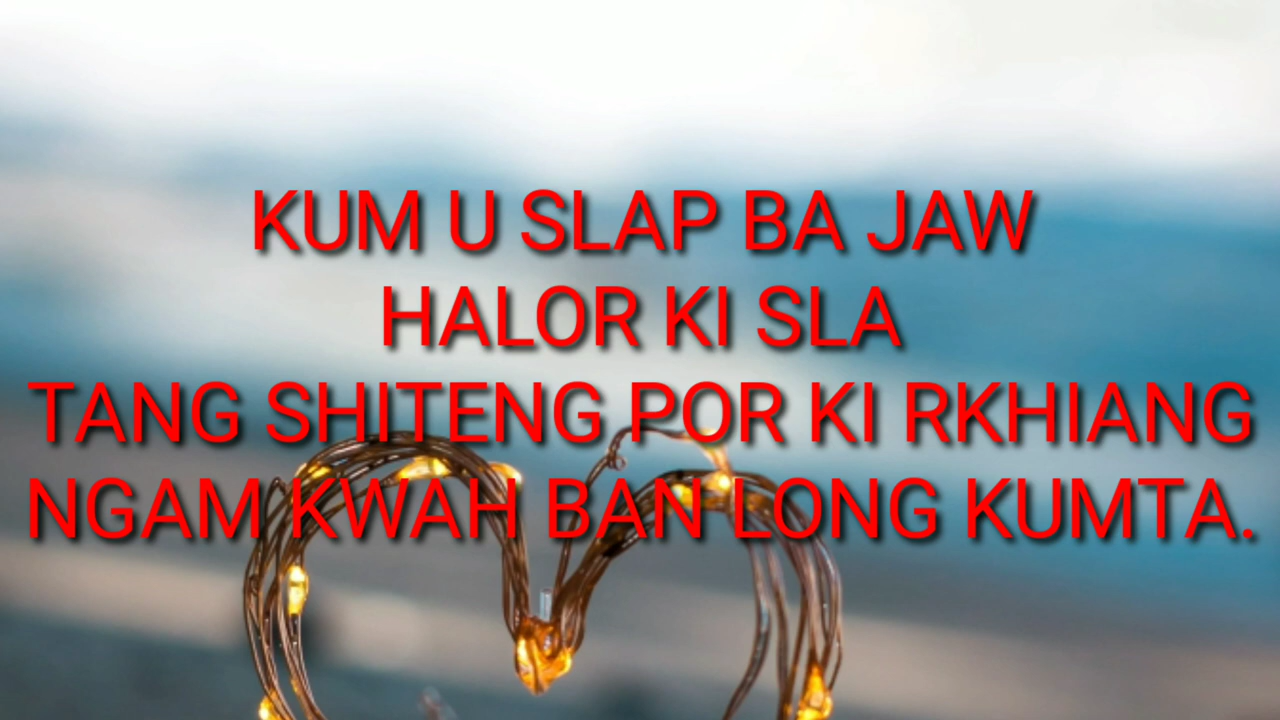 KUM U SLAP BA JAW
HALOR KI SLA
TANG SHITENG POR KI RKHIANG
NGAM KWAH BAN LONG KUMTA.